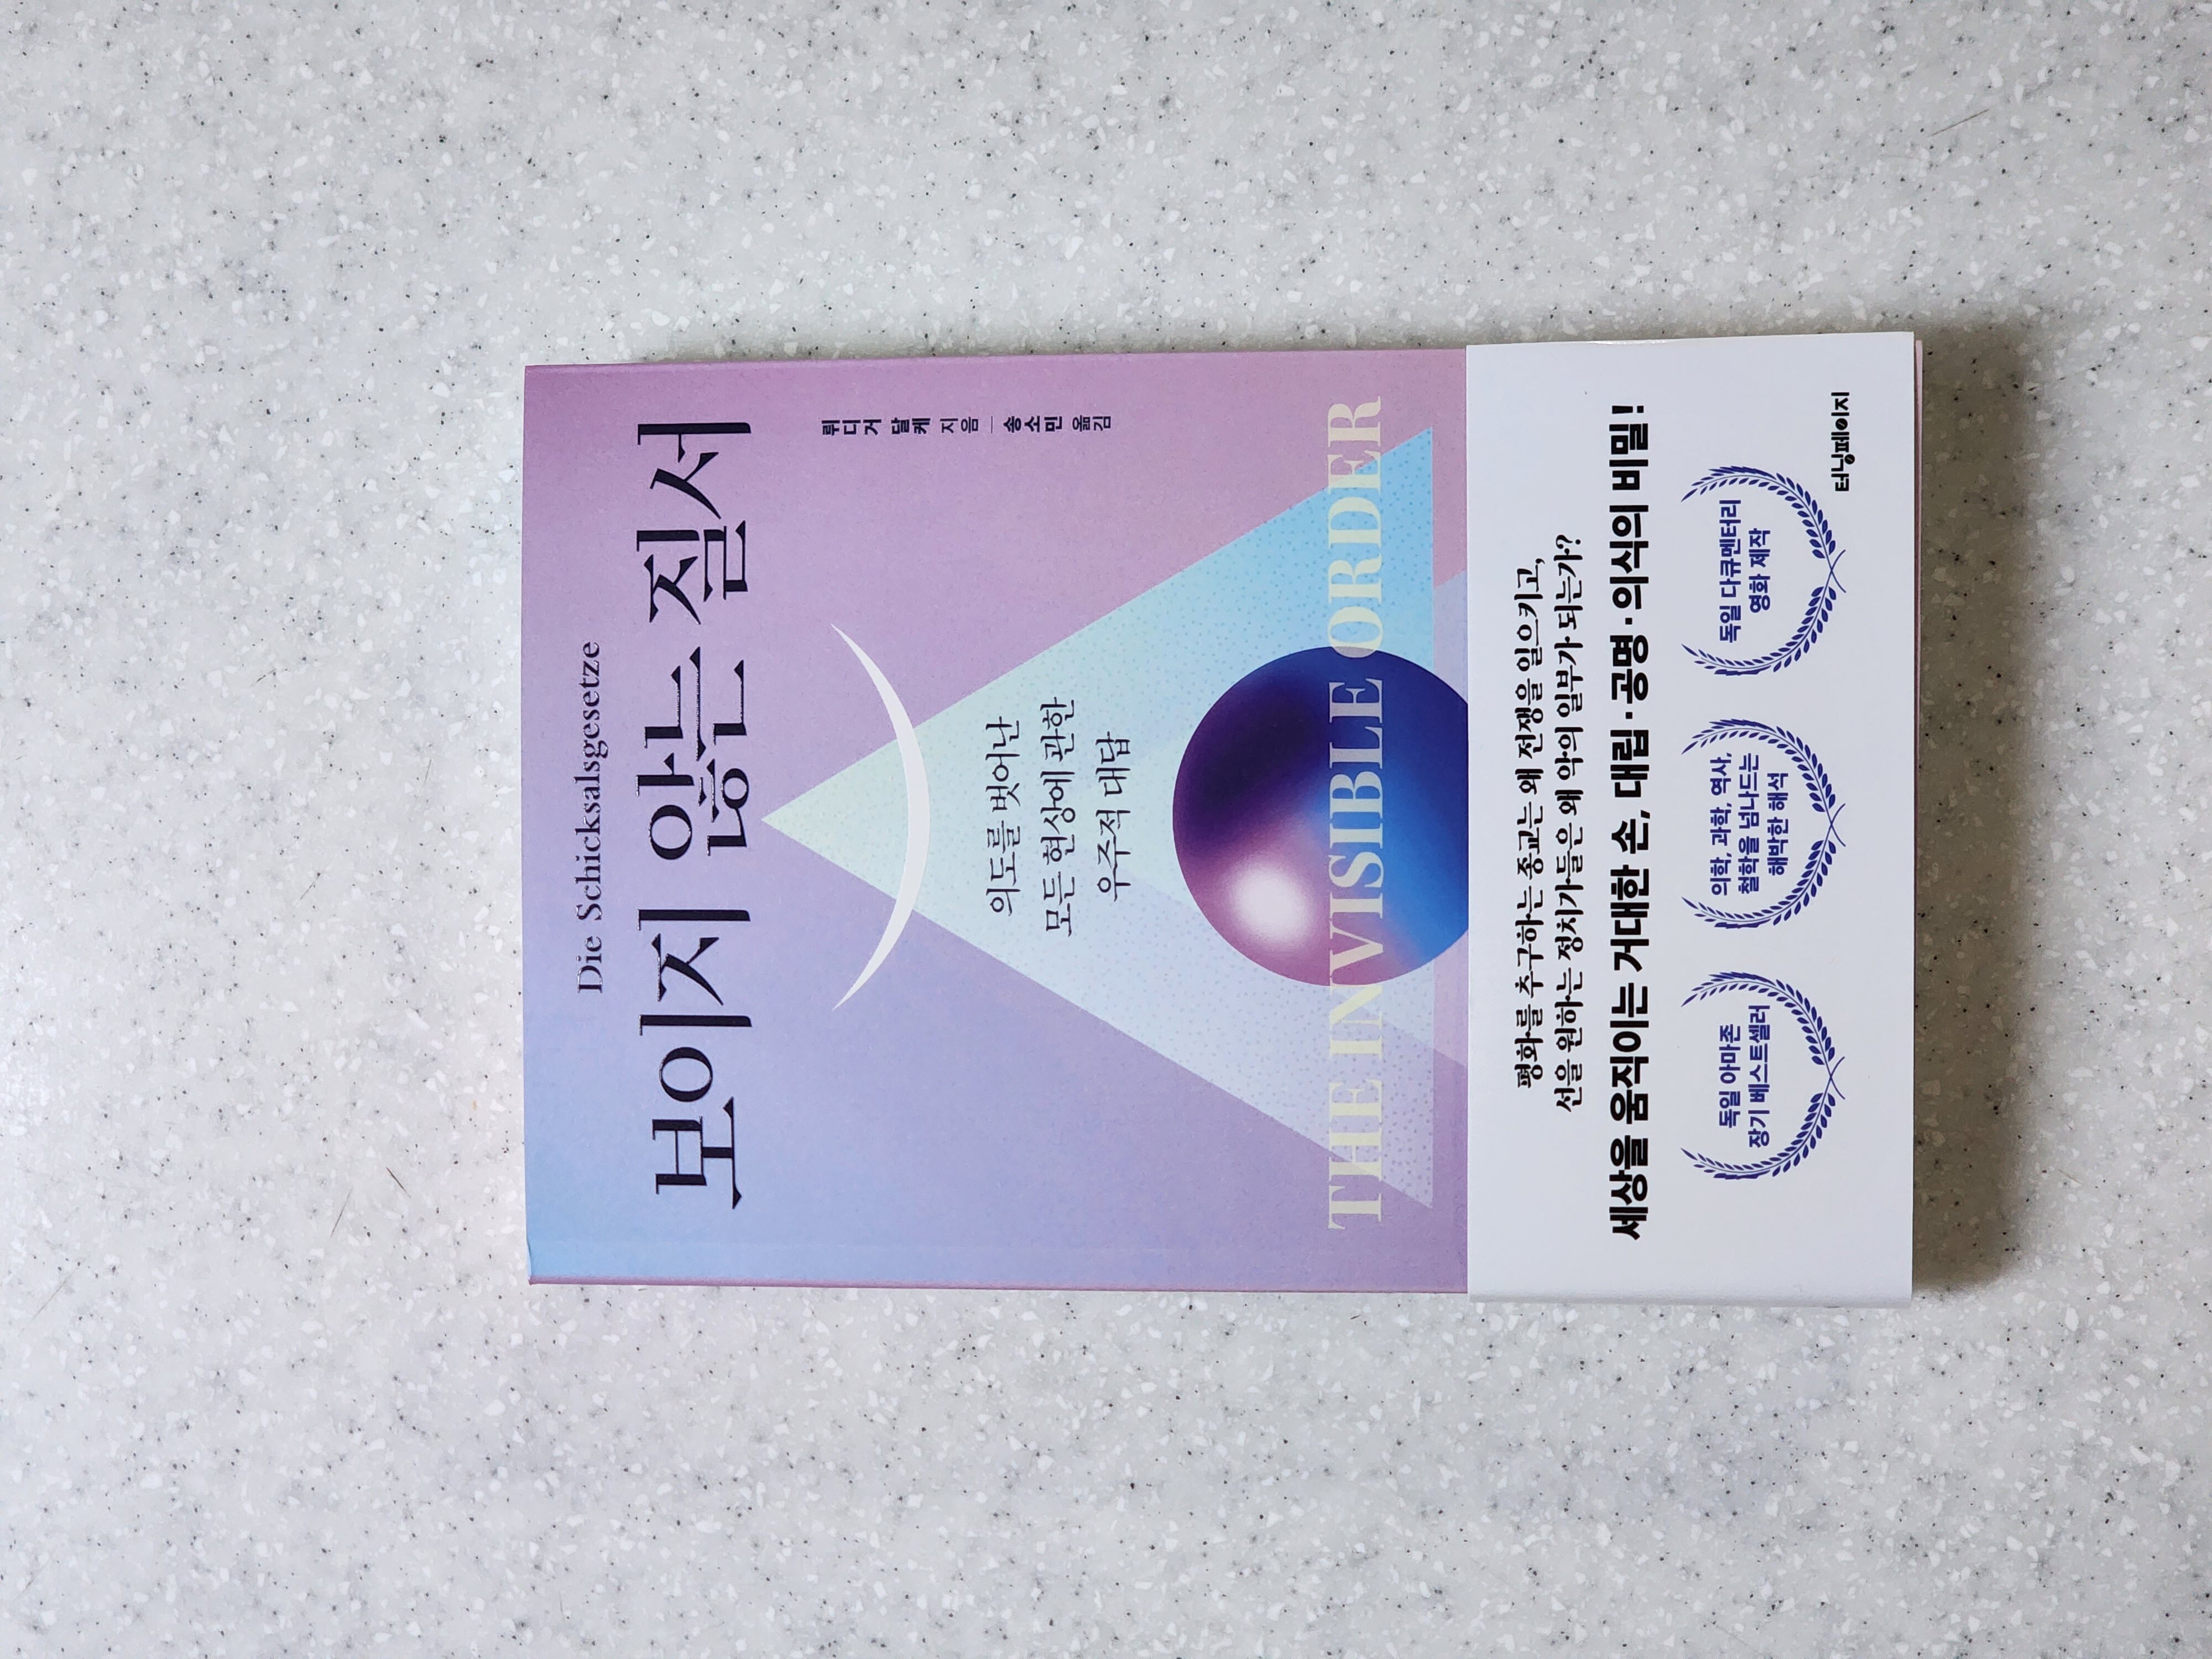 Die Schicksalsgesetze
보이지 않는 질서
뤼디거 달케 지음 | 송소민 옮김
의도를 벗어난
모든 현상에 관한
우주적 대답
THE INVISIBLE ORDER
평화를 추구하는 종교는 왜 전쟁을 일으키고,
선을 원하는 정치가들은 왜 악의 일부가 되는가?
세상을 움직이는 거대한 손, 대립·공명·의식의 비밀!
독일 아마존
장기 베스트셀러
의학, 과학, 역사,
철학을 넘나드는
해박한 해석
독일 다큐멘터리
영화 제작
터닝페이지